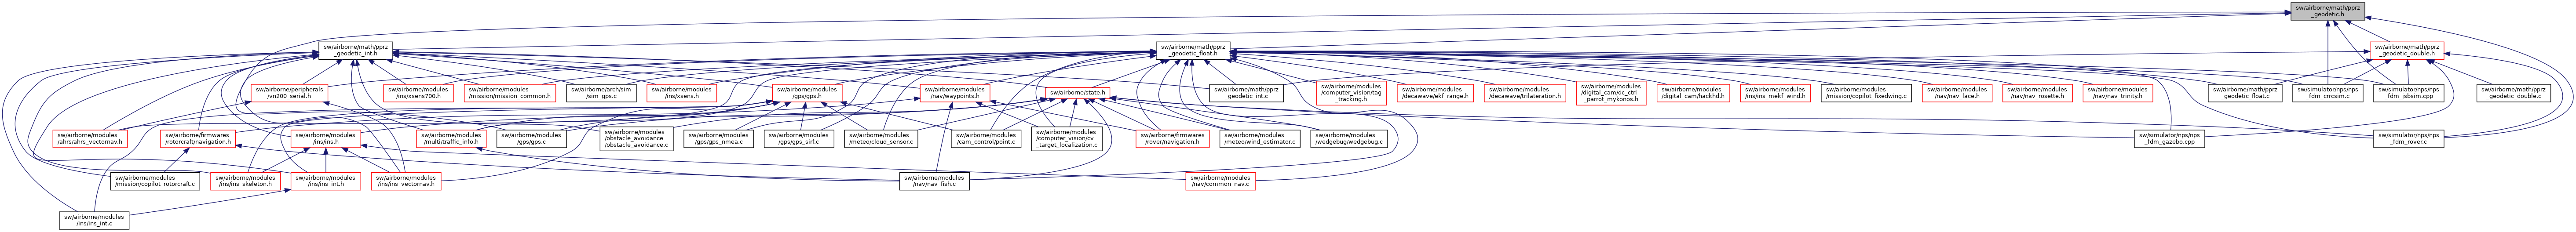 sw/airborne/math/pprz
_geodetic.h
sw/airborne/math/pprz
_geodetic_int.h
sw/airborne/math/pprz
_geodetic_float.h
sw/airborne/math/pprz
_geodetic_double.h
sw/airborne/peripherals
/vn200_serial.h
sw/airborne/modules
/ins/xsens700.h
sw/airborne/modules
/mission/mission_common.h
sw/airborne/arch/sim
/sim_gps.c
sw/airborne/modules
/ins/xsens.h
sw/airborne/modules
/gps/gps.h
sw/airborne/modules
/nav/waypoints.h
sw/airborne/state.h
sw/airborne/math/pprz
_geodetic_int.c
sw/airborne/modules
/computer_vision/tag
_tracking.h
sw/airborne/modules
/decawave/ekf_range.h
sw/airborne/modules
/decawave/trilateration.h
sw/airborne/modules
/digital_cam/dc_ctrl
_parrot_mykonos.h
sw/airborne/modules
/digital_cam/hackhd.h
sw/airborne/modules
/ins/ins_mekf_wind.h
sw/airborne/modules
/mission/copilot_fixedwing.c
sw/airborne/modules
/nav/nav_lace.h
sw/airborne/modules
/nav/nav_rosette.h
sw/airborne/modules
/nav/nav_trinity.h
sw/airborne/math/pprz
_geodetic_float.c
sw/simulator/nps/nps
_fdm_crrcsim.c
sw/simulator/nps/nps
_fdm_jsbsim.cpp
sw/airborne/math/pprz
_geodetic_double.c
sw/airborne/modules
/ahrs/ahrs_vectornav.h
sw/airborne/firmwares
/rotorcraft/navigation.h
sw/airborne/modules
/ins/ins.h
sw/airborne/modules
/multi/traffic_info.h
sw/airborne/modules
/gps/gps.c
sw/airborne/modules
/obstacle_avoidance
/obstacle_avoidance.c
sw/airborne/modules
/gps/gps_nmea.c
sw/airborne/modules
/gps/gps_sirf.c
sw/airborne/modules
/meteo/cloud_sensor.c
sw/airborne/modules
/cam_control/point.c
sw/airborne/modules
/computer_vision/cv
_target_localization.c
sw/airborne/firmwares
/rover/navigation.h
sw/airborne/modules
/meteo/wind_estimator.c
sw/airborne/modules
/wedgebug/wedgebug.c
sw/simulator/nps/nps
_fdm_gazebo.cpp
sw/simulator/nps/nps
_fdm_rover.c
sw/airborne/modules
/mission/copilot_rotorcraft.c
sw/airborne/modules
/ins/ins_skeleton.h
sw/airborne/modules
/ins/ins_int.h
sw/airborne/modules
/ins/ins_vectornav.h
sw/airborne/modules
/nav/nav_fish.c
sw/airborne/modules
/nav/common_nav.c
sw/airborne/modules
/ins/ins_int.c